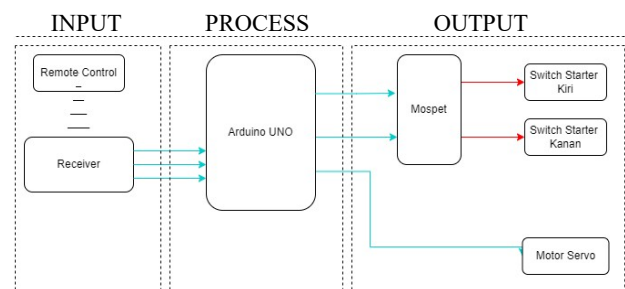 INPUT
PROCESS
OUTPUT
Remote Control
Receiver
Arduino UNO
Mospet
Switch Starter
Kiri
Switch Starter
Kanan
Motor Servo